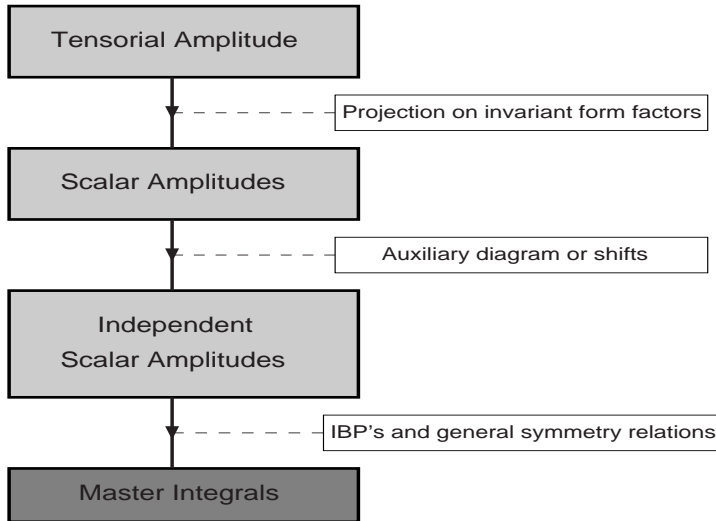 Tensorial Amplitude
Projection on invariant form factors
Scalar Amplitudes
Auxiliary diagram or shifts
Independent
Scalar Amplitudes
IBP's and general symmetry relations
Master Integrals